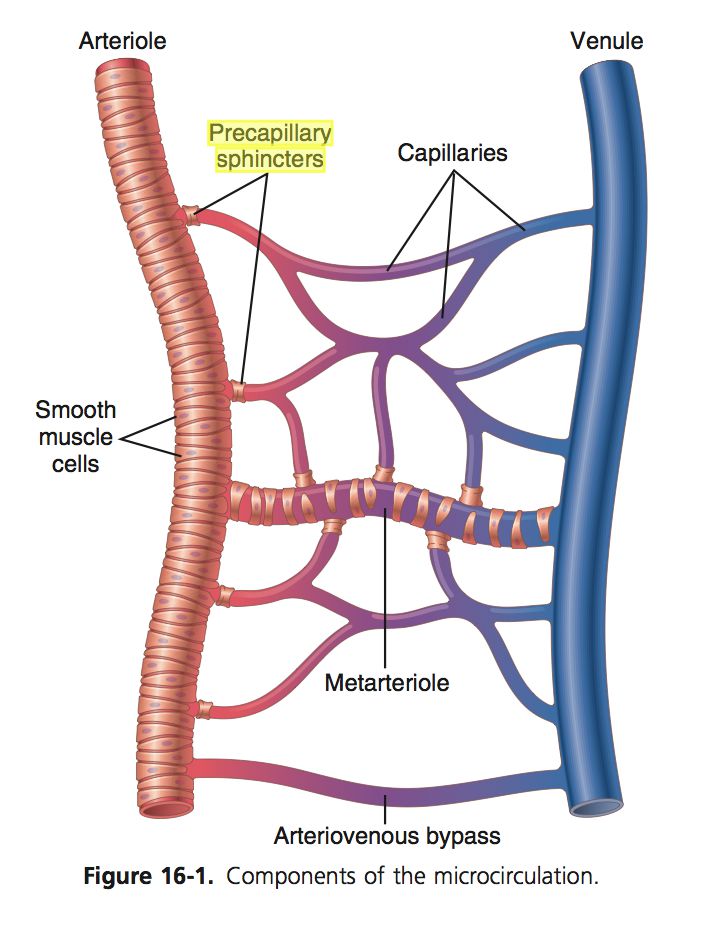 Arteriole
Venule
Precapillary
sphincters
Capillaries
Smooth
muscle
cells
Metarteriole
Arteriovenous bypass
Figure 16-1. Components of the microcirculation.